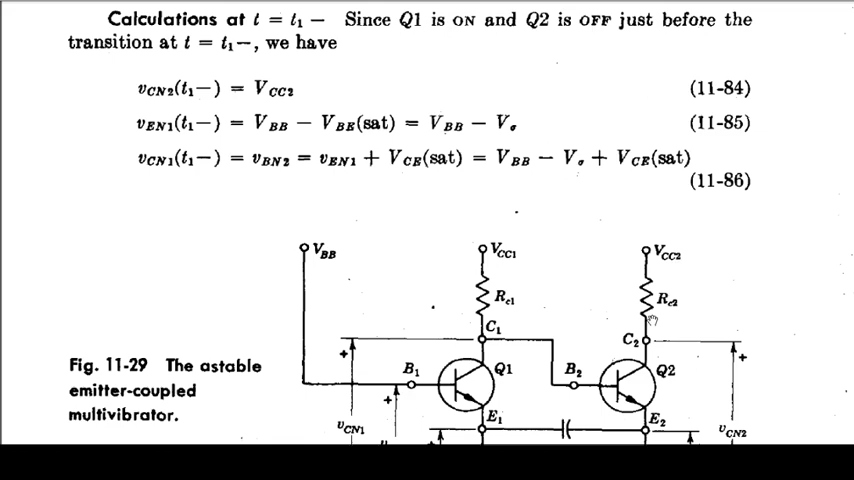 Calculations at t = t₁ − Since Q1 is ON and Q2 is OFF just before the
transition at t = t₁−, we have
v_CN2(t₁−) = V_CC2 (11-84)
v_EN1(t₁−) = V_BB − V_BE(sat) = V_BB − V_σ (11-85)
v_CN1(t₁−) = v_BN2 = v_EN1 + V_CE(sat) = V_BB − V_σ + V_CE(sat)
(11-86)
V_BB V_CC1 V_CC2
R_c1 R_c2
C₁ C₂
+ +
B₁ Q1 B₂ Q2
+
E₁ E₂
v_CN1 v_CN2
Fig. 11-29 The astable
emitter-coupled
multivibrator.